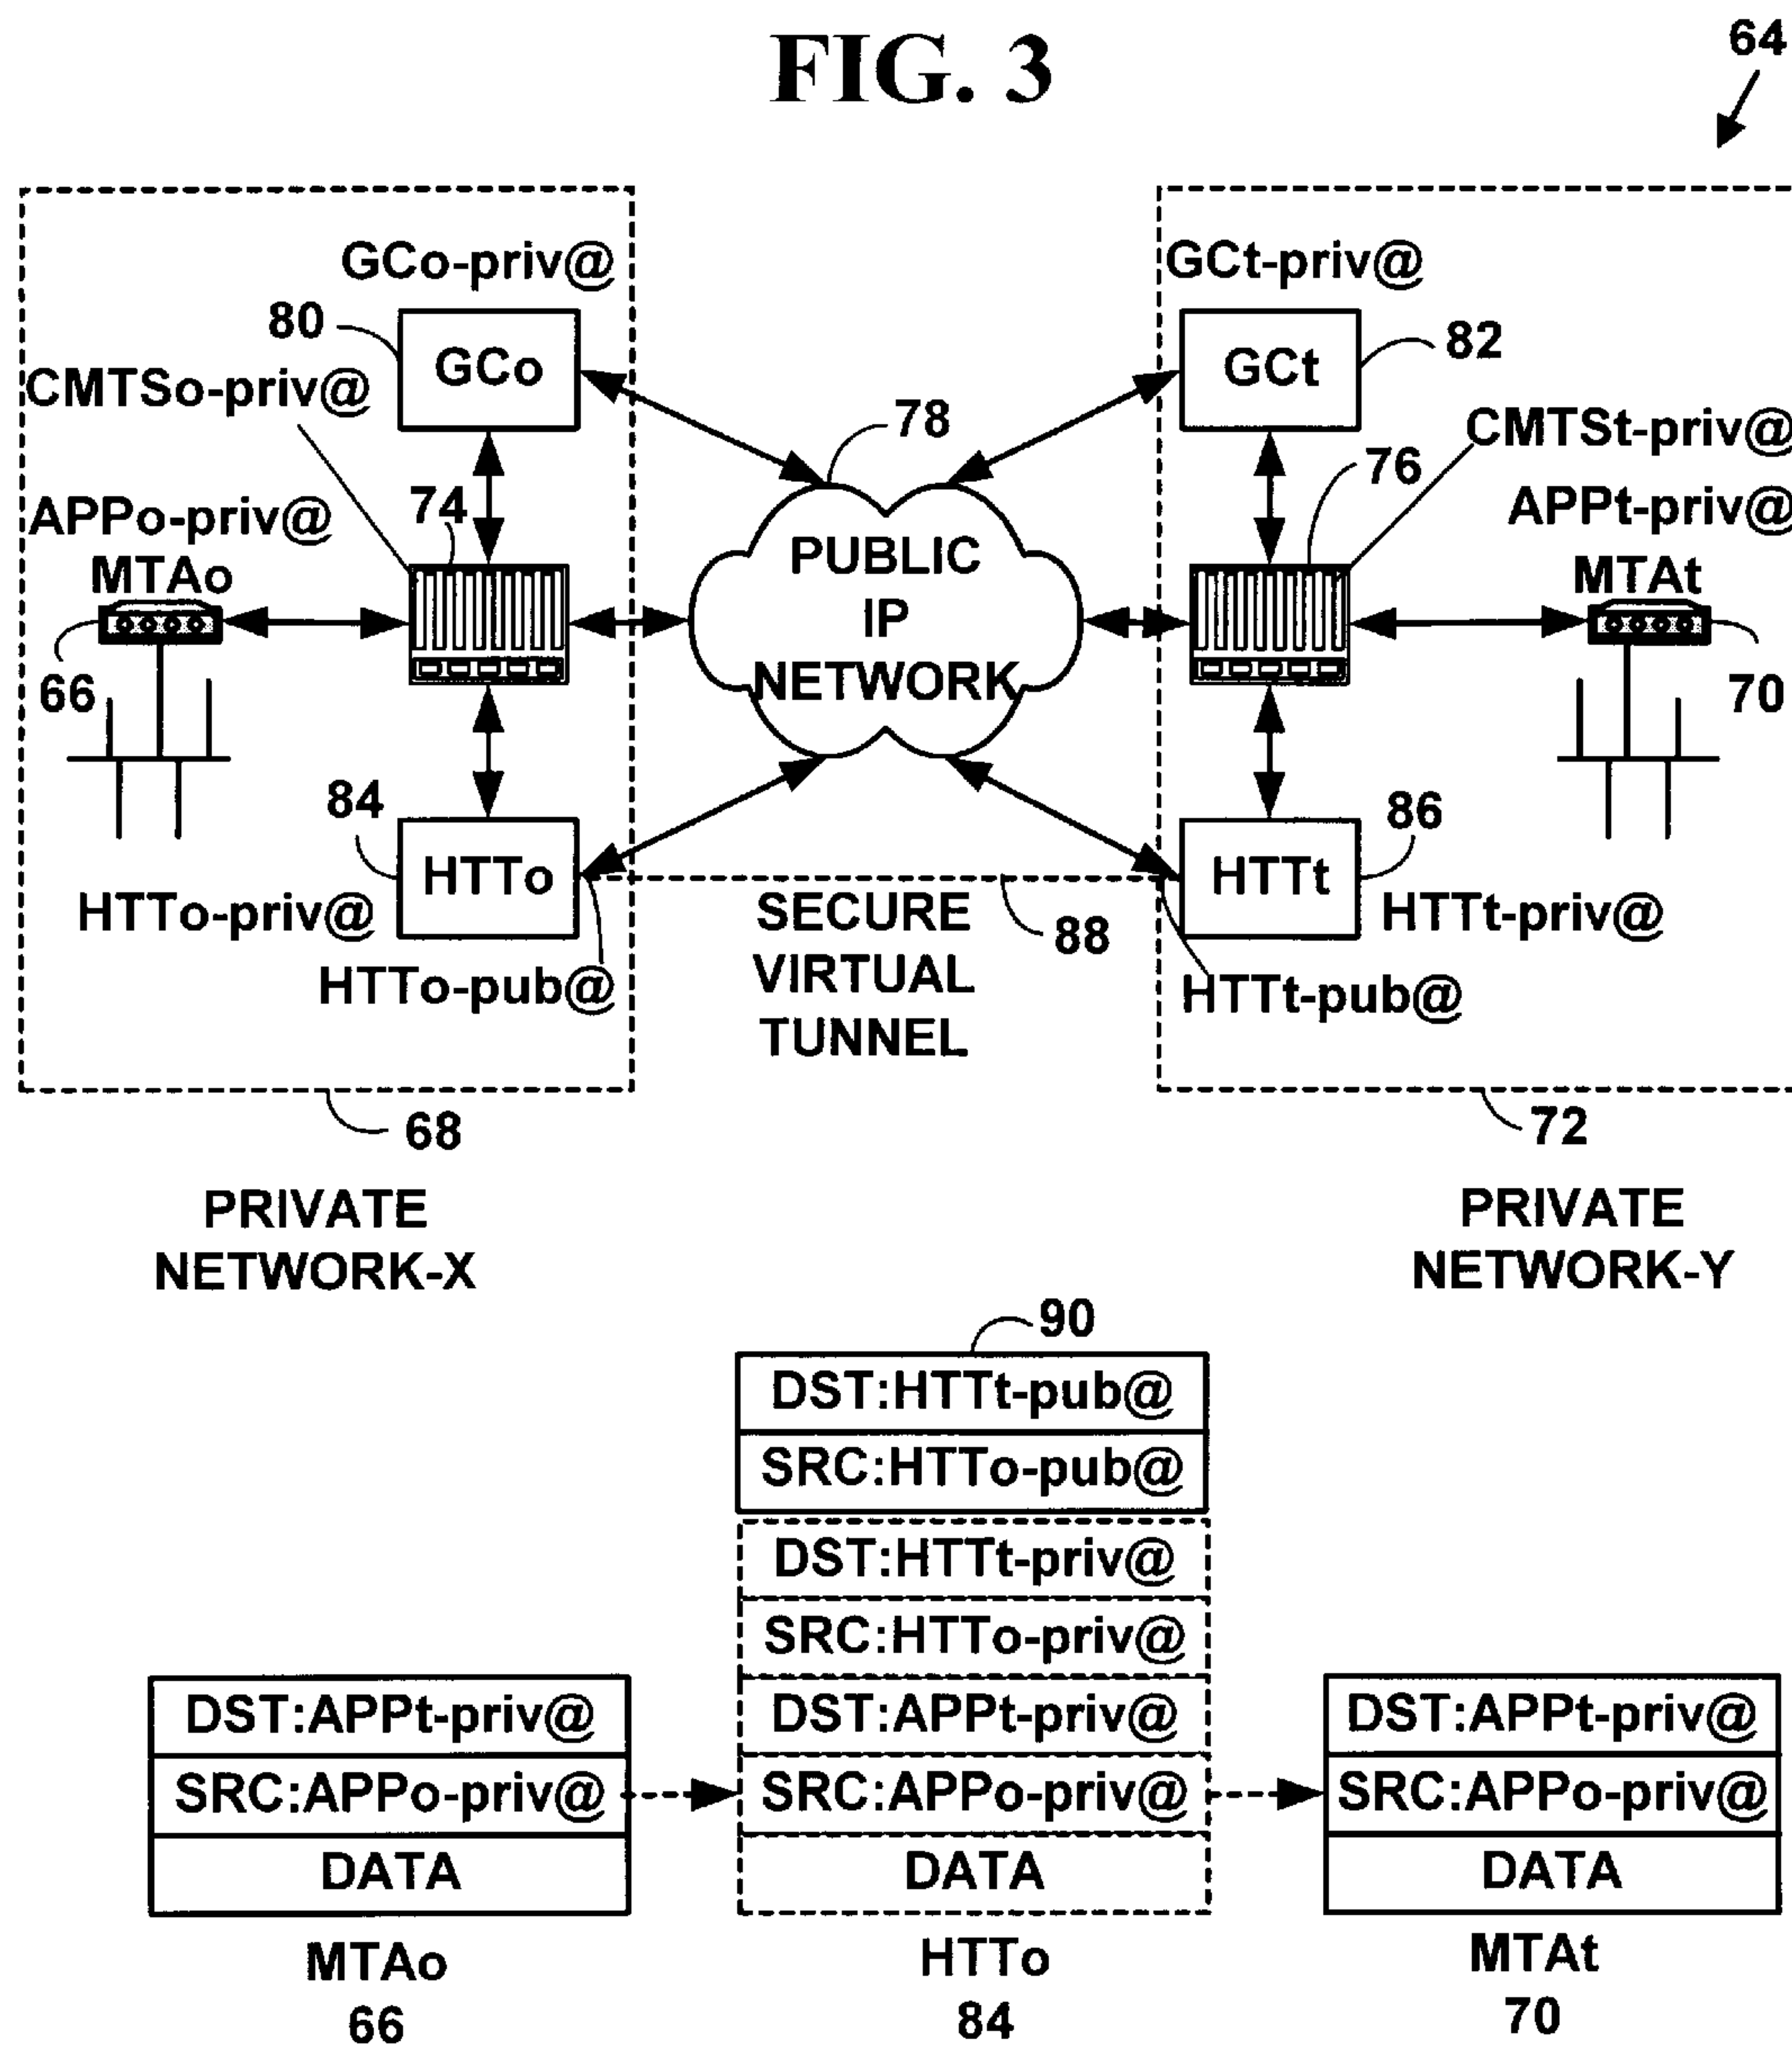 FIG. 3
64
GCo-priv@
GCt-priv@
80
GCo
GCt
82
CMTSo-priv@
78
CMTSt-priv@
76
APPo-priv@
74
APPt-priv@
MTAo
PUBLIC
IP
NETWORK
MTAt
66
70
84
HTTo
HTTt
86
HTTo-priv@
SECURE
VIRTUAL
TUNNEL
88
HTTt-priv@
HTTo-pub@
HTTt-pub@
68
72
PRIVATE
NETWORK-X
PRIVATE
NETWORK-Y
90
DST:HTTt-pub@
SRC:HTTo-pub@
DST:HTTt-priv@
SRC:HTTo-priv@
DST:APPt-priv@
SRC:APPo-priv@
DATA
DST:APPt-priv@
SRC:APPo-priv@
DATA
DST:APPt-priv@
SRC:APPo-priv@
DATA
MTAo
66
HTTo
84
MTAt
70